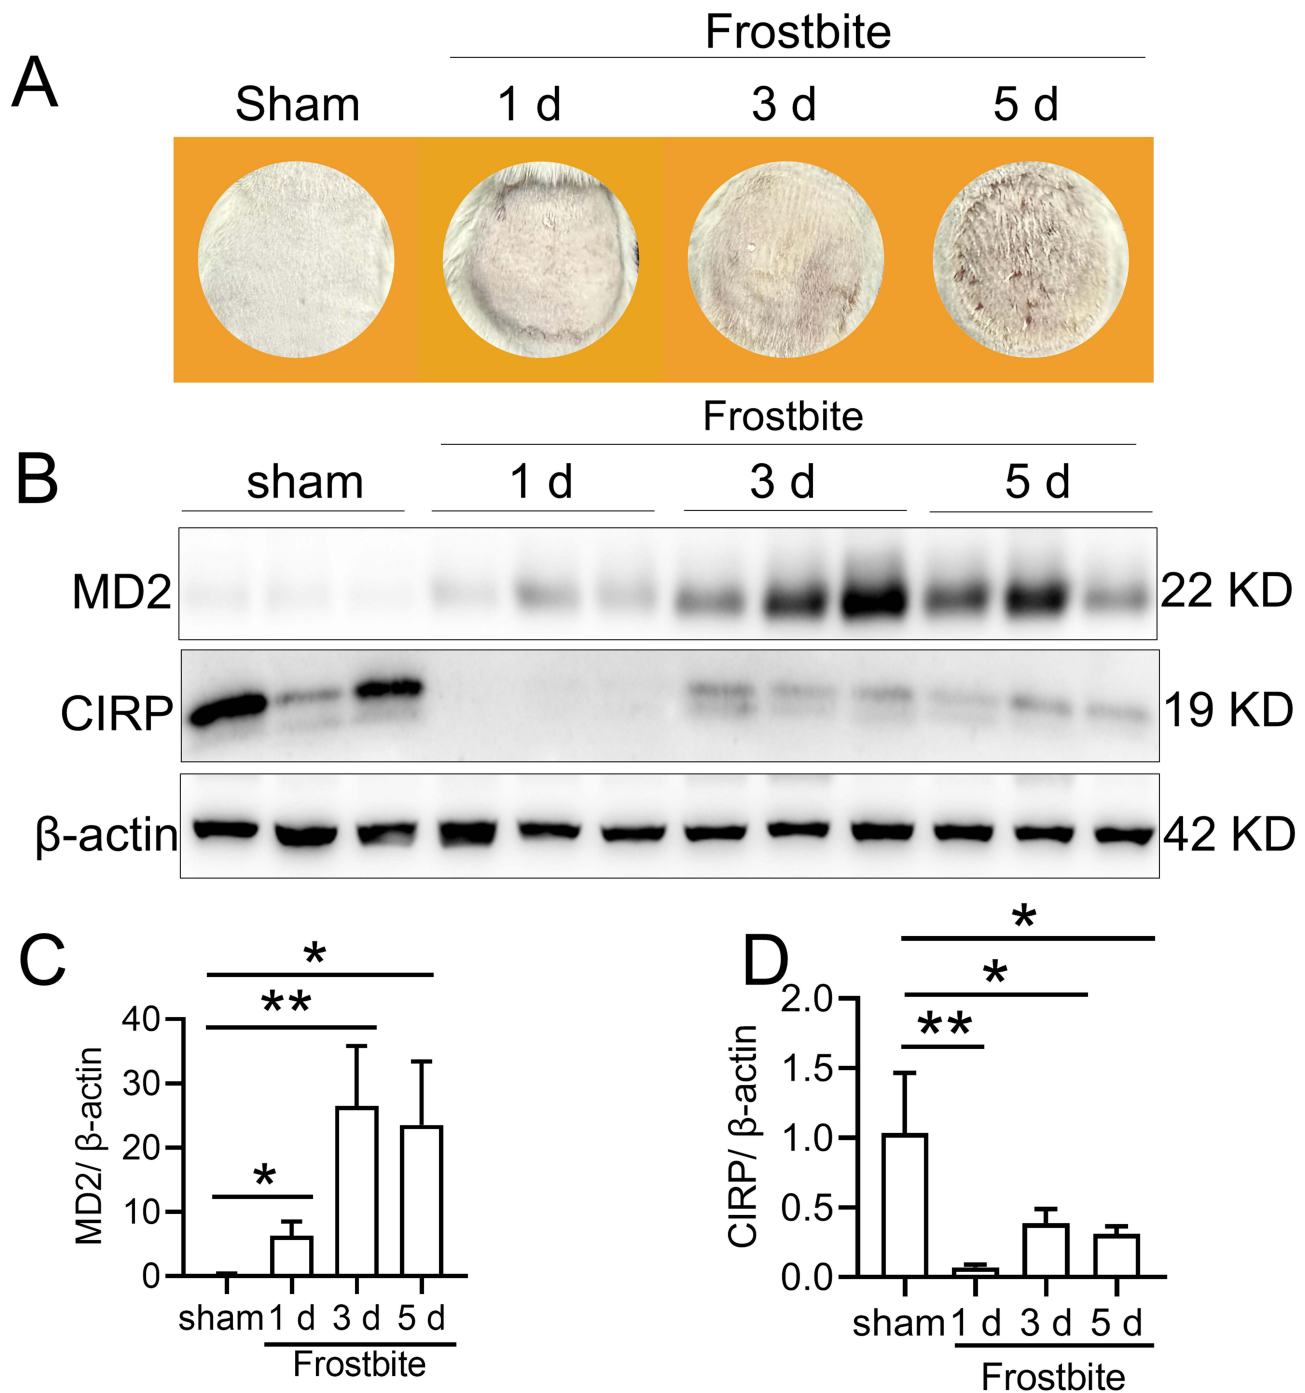 Frostbite
A
Sham 1 d 3 d 5 d
Frostbite
B
sham 1 d 3 d 5 d
MD2 22 KD
CIRP 19 KD
β-actin 42 KD
C
*
**
*
MD2/ β-actin
40
30
20
10
0
sham 1 d 3 d 5 d
Frostbite
D
*
*
**
CIRP/ β-actin
2.0
1.5
1.0
0.5
0.0
sham 1 d 3 d 5 d
Frostbite